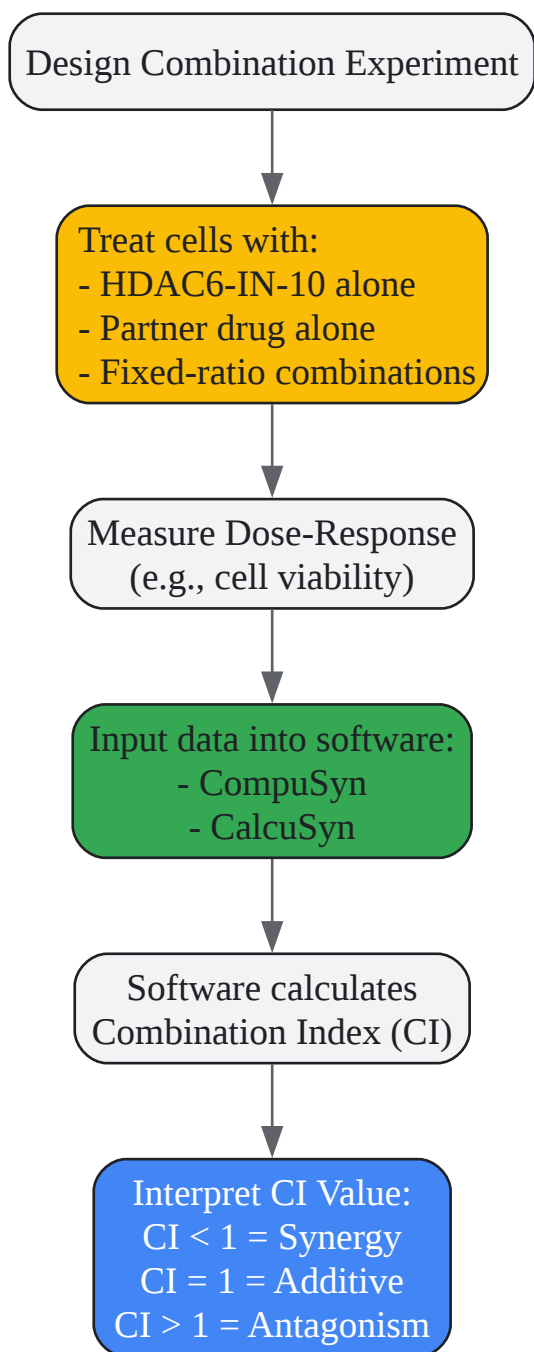 Design Combination Experiment
Treat cells with:
- HDAC6-IN-10 alone
- Partner drug alone
- Fixed-ratio combinations
Measure Dose-Response
(e.g., cell viability)
Input data into software:
- CompuSyn
- CalcuSyn
Software calculates
Combination Index (CI)
Interpret CI Value:
CI < 1 = Synergy
CI = 1 = Additive
CI > 1 = Antagonism